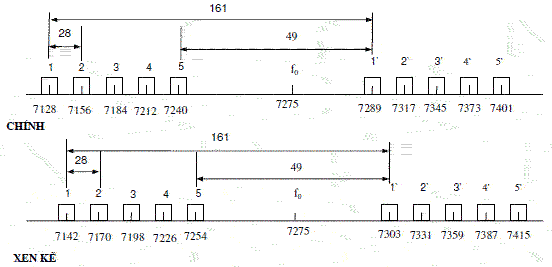 161
28
49
1 2 3 4 5 f₀ 1' 2' 3' 4' 5'
7128 7156 7184 7212 7240 7275 7289 7317 7345 7373 7401
CHÍNH
161
28
49
1 2 3 4 5 f₀ 1' 2' 3' 4' 5'
7142 7170 7198 7226 7254 7275 7303 7331 7359 7387 7415
XEN KẼ